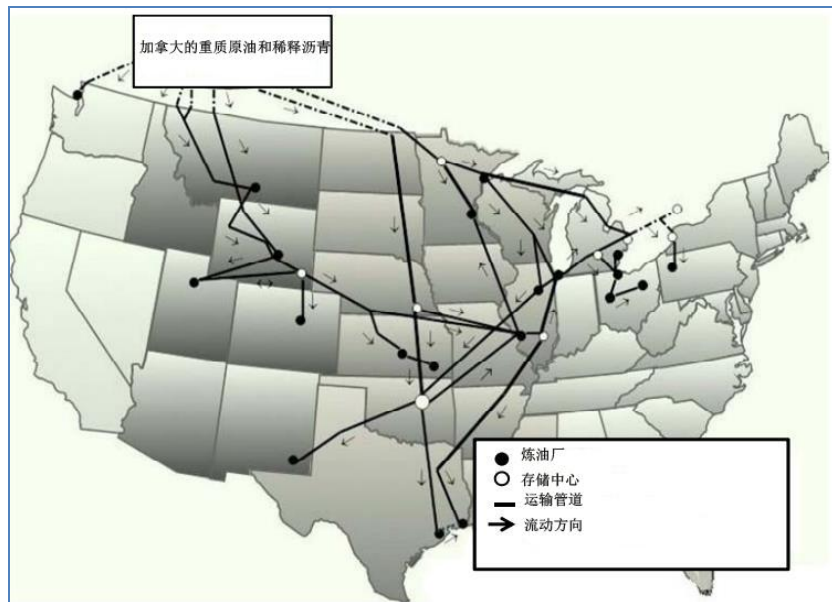 加拿大的重质原油和稀释沥青
炼油厂
存储中心
运输管道
流动方向